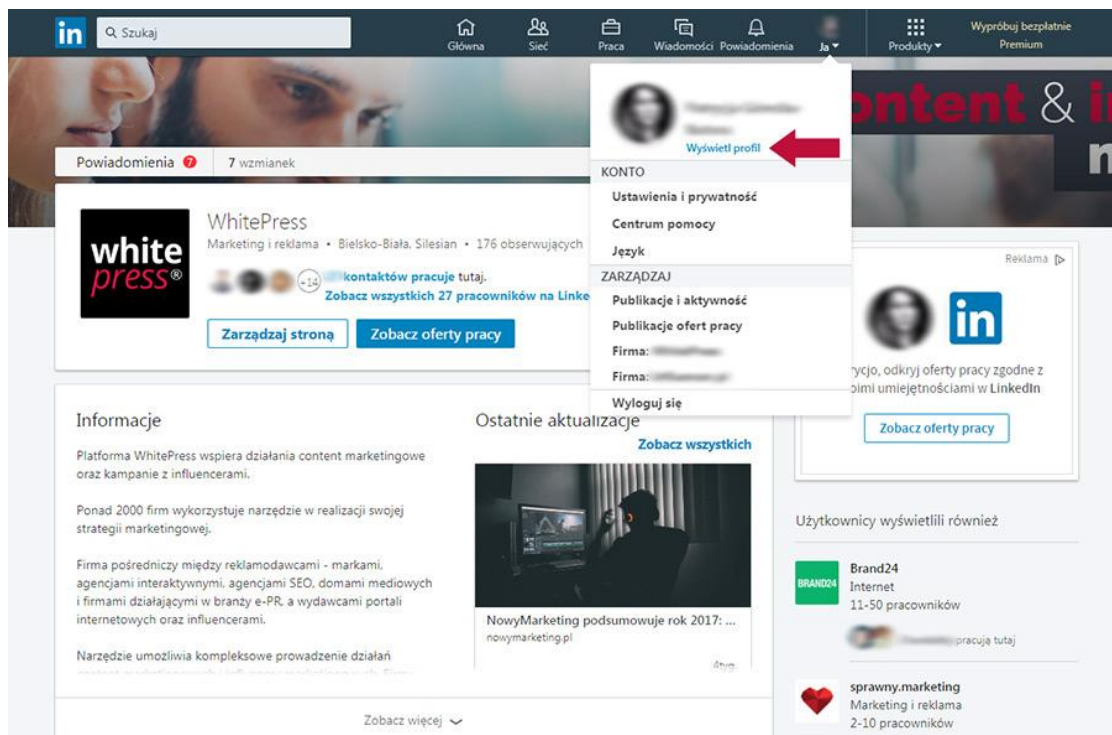 in
Szukaj
Główna
Sieć
Praca
Wiadomości
Powiadomienia
Ja
Produkty
Wypróbuj bezpłatnie
Premium
ontent & i
n
Powiadomienia 7
7 wzmianek
Wyświetl profil
KONTO
Ustawienia i prywatność
Centrum pomocy
Język
ZARZĄDZAJ
Publikacje i aktywność
Publikacje ofert pracy
Firma:
Firma:
Wyloguj się
white
press®
WhitePress
Marketing i reklama • Bielsko-Biała, Silesian • 176 obserwujących
+14
kontaktów pracuje tutaj.
Zobacz wszystkich 27 pracowników na Linke
Zarządzaj stroną
Zobacz oferty pracy
Reklama
in
rycjo, odkryj oferty pracy zgodne z
oimi umiejętnościami w LinkedIn
Zobacz oferty pracy
Informacje
Platforma WhitePress wspiera działania content marketingowe
oraz kampanie z influencerami.
Ponad 2000 firm wykorzystuje narzędzie w realizacji swojej
strategii marketingowej.
Firma pośredniczy między reklamodawcami - markami,
agencjami interaktywnymi, agencjami SEO, domami mediowych
i firmami działającymi w branży e-PR, a wydawcami portali
internetowych oraz influencerami.
Narzędzie umożliwia kompleksowe prowadzenie działań
Zobacz więcej
Ostatnie aktualizacje
Zobacz wszystkich
NowyMarketing podsumowuje rok 2017: ...
nowymarketing.pl
4tyg.
Użytkownicy wyświetlili również
BRAND24
Brand24
Internet
11-50 pracowników
pracują tutaj
sprawny.marketing
Marketing i reklama
2-10 pracowników